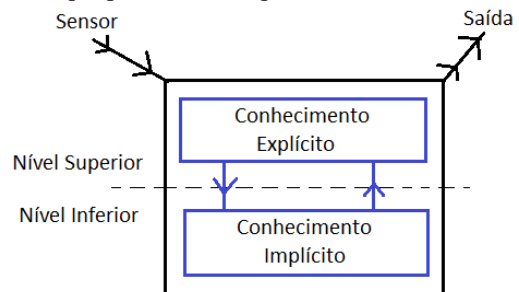 Sensor
Saída
Conhecimento
Explícito
Nível Superior
Nível Inferior
Conhecimento
Implícito